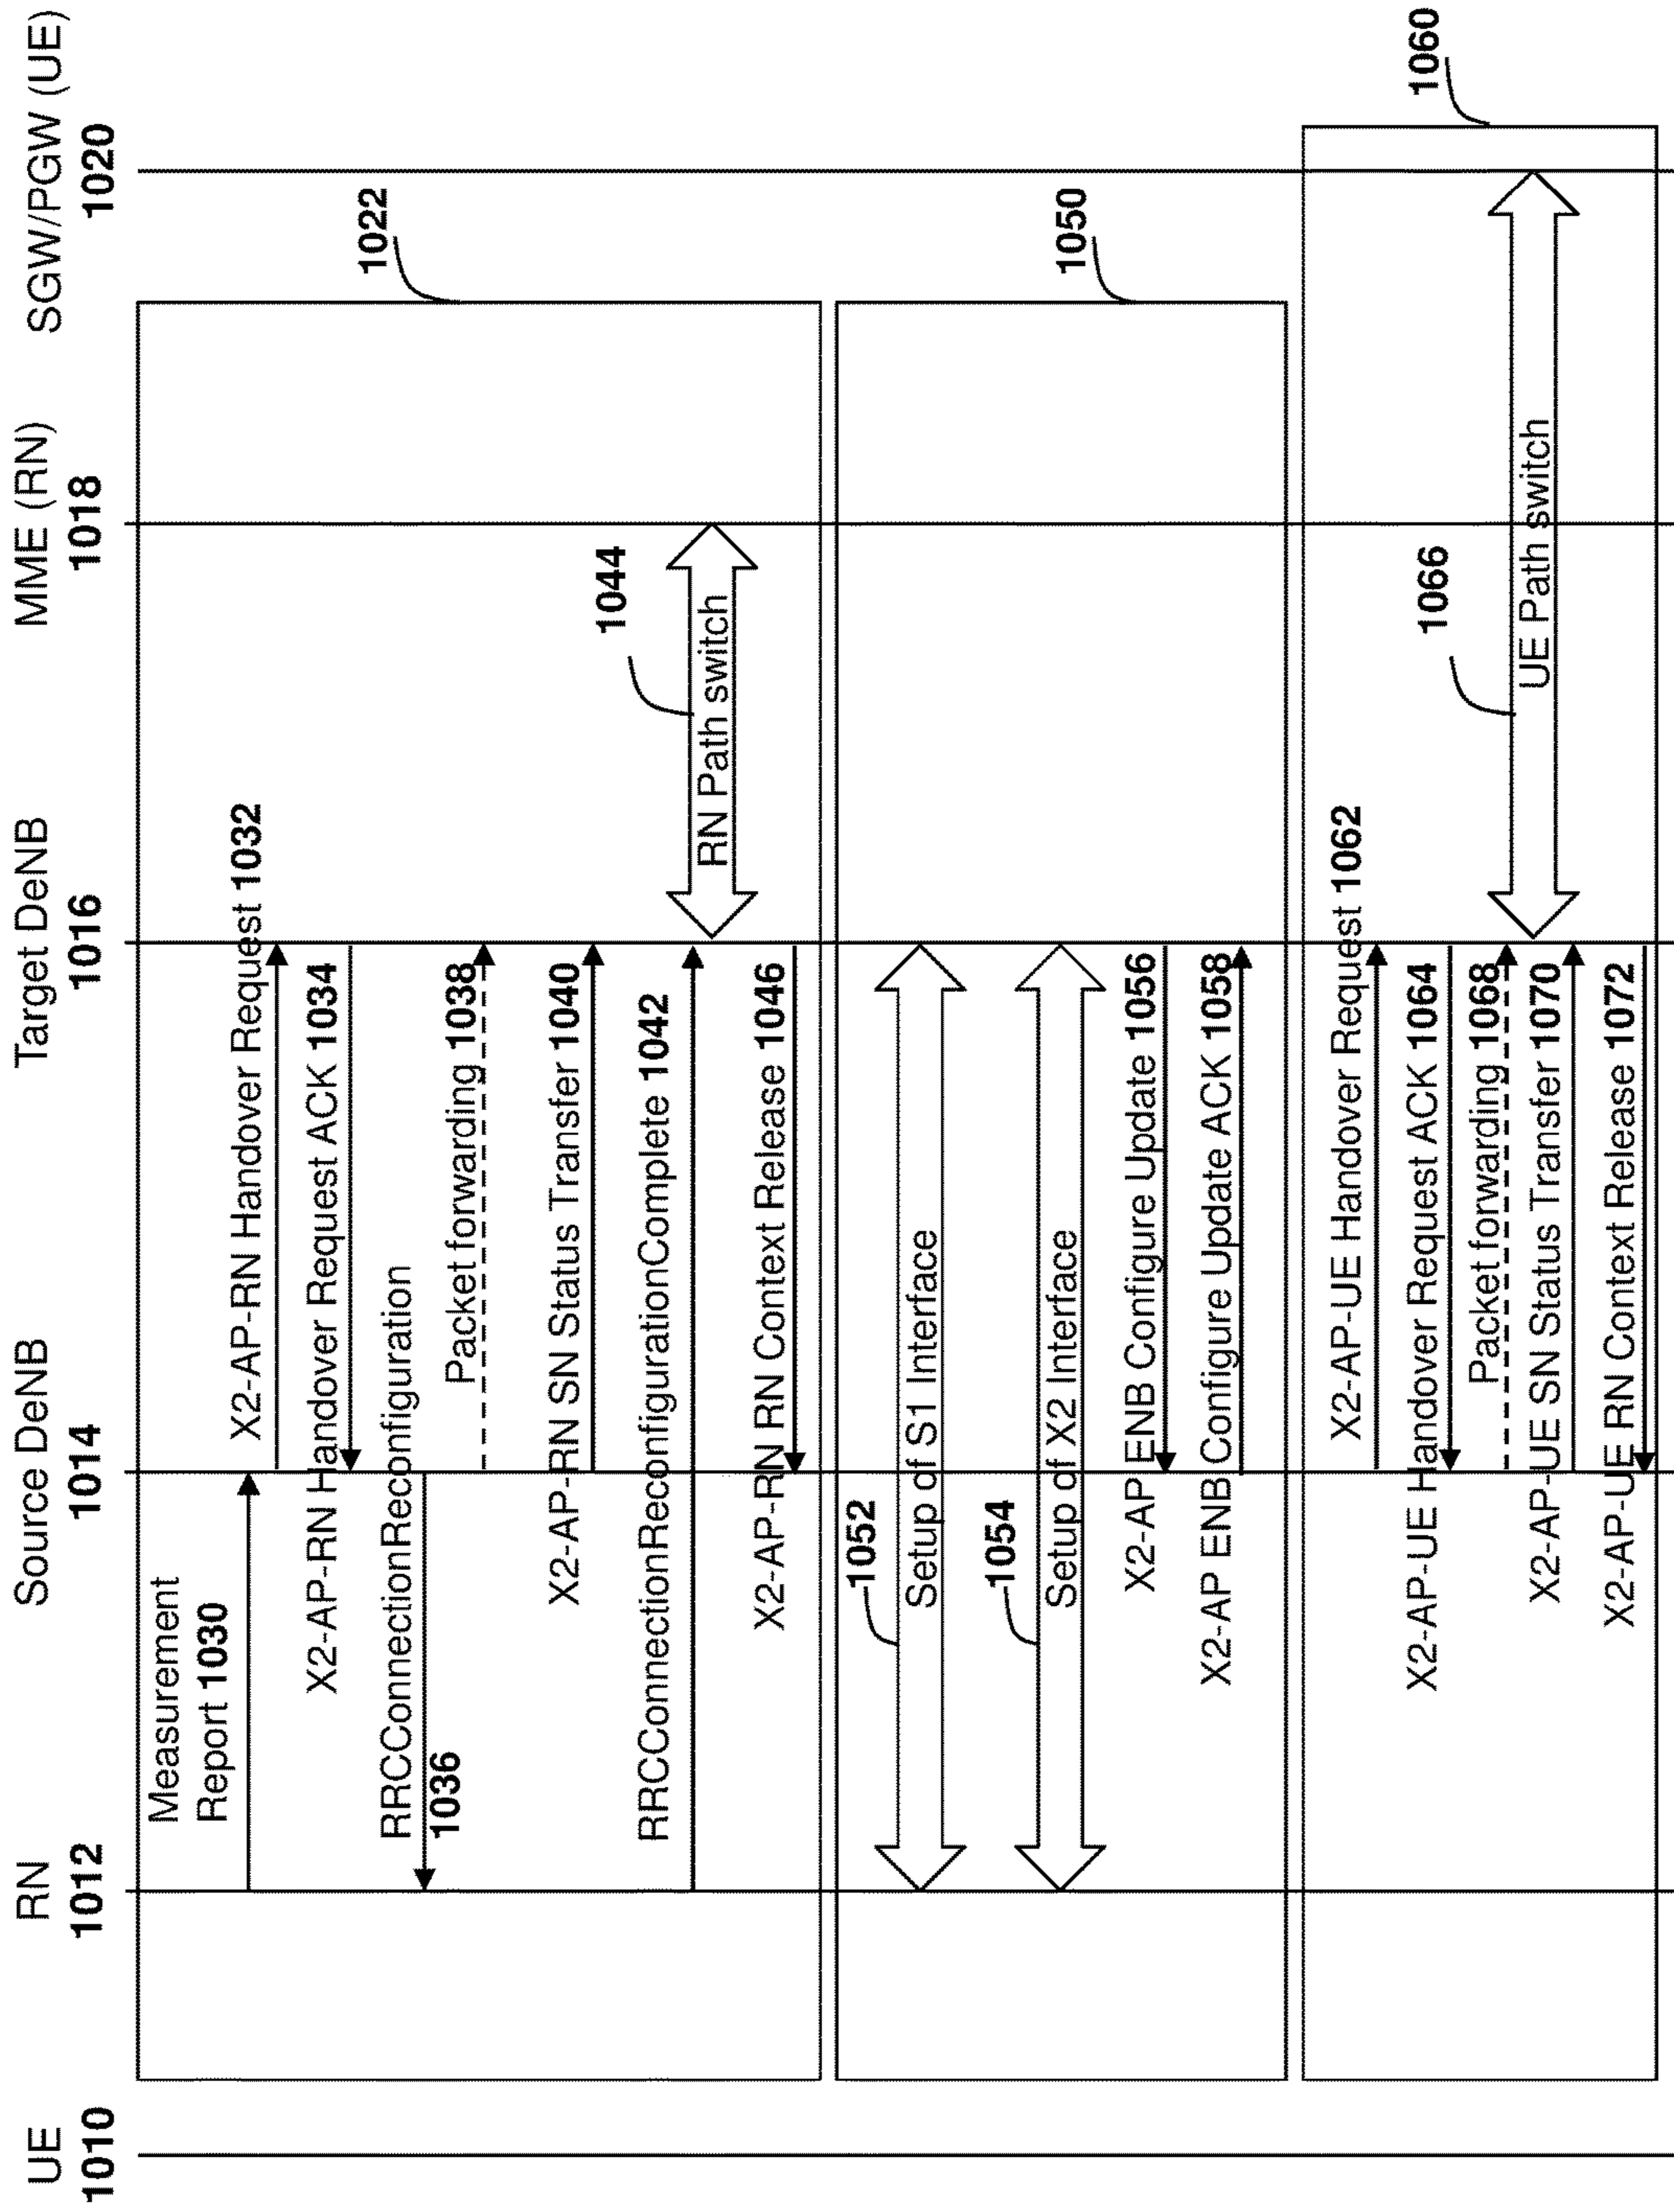 UE
1010
RN
1012
Source DeNB
1014
Target DeNB
1016
MME (RN)
1018
SGW/PGW (UE)
1020
1022
Measurement
Report 1030
X2-AP-RN Handover Request 1032
X2-AP-RN Handover Request ACK 1034
RRCConnectionReconfiguration
1036
Packet forwarding 1038
X2-AP-RN SN Status Transfer 1040
RRCConnectionReconfigurationComplete 1042
1044
RN Path switch
X2-AP-RN RN Context Release 1046
1050
1052
Setup of S1 Interface
1054
Setup of X2 Interface
X2-AP ENB Configure Update 1056
X2-AP ENB Configure Update ACK 1058
1060
X2-AP-UE Handover Request 1062
X2-AP-UE Handover Request ACK 1064
1066
Packet forwarding 1068
UE Path switch
X2-AP-UE SN Status Transfer 1070
X2-AP-UE RN Context Release 1072